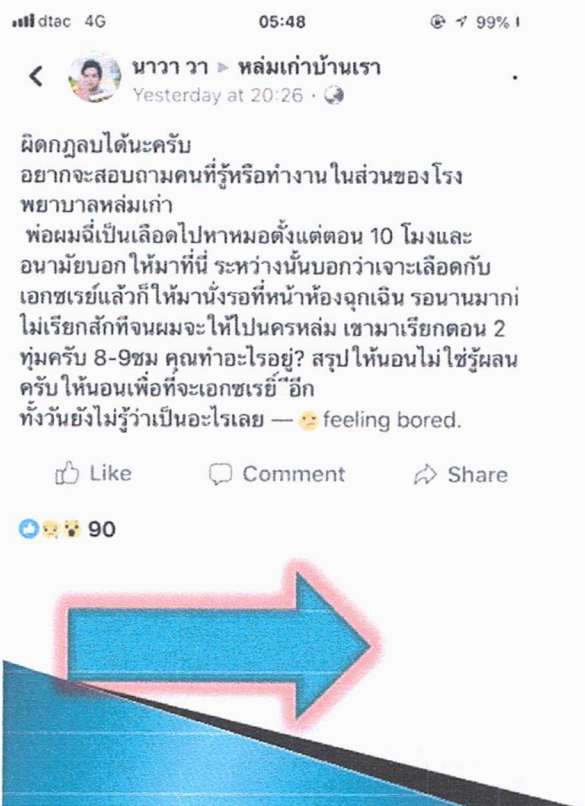 dtac 4G 05:48 99%
นาวา วา ▸ หล่มเก่าบ้านเรา
Yesterday at 20:26 ·
ผิดกฎลบได้นะครับ
อยากจะสอบถามคนที่รู้หรือทำงานในส่วนของโรง
พยาบาลหล่มเก่า
พ่อผมฉี่เป็นเลือดไปหาหมอตั้งแต่ตอน 10 โมงและ
อนามัยบอกให้มาที่นี่ ระหว่างนั้นบอกว่าเจาะเลือดกับ
เอกซเรย์แล้วก็ให้มานั่งรอที่หน้าห้องฉุกเฉิน รอนานมาก
ไม่เรียกสักทีจนผมจะให้ไปนครหล่ม เขามาเรียกตอน 2
ทุ่มครับ 8-9ชม คุณทำอะไรอยู่? สรุปให้นอนไม่ใช่รู้ผลน
ครับให้นอนเพื่อที่จะเอกซเรย์อีก
ทั้งวันยังไม่รู้ว่าเป็นอะไรเลย — feeling bored.
Like Comment Share
90